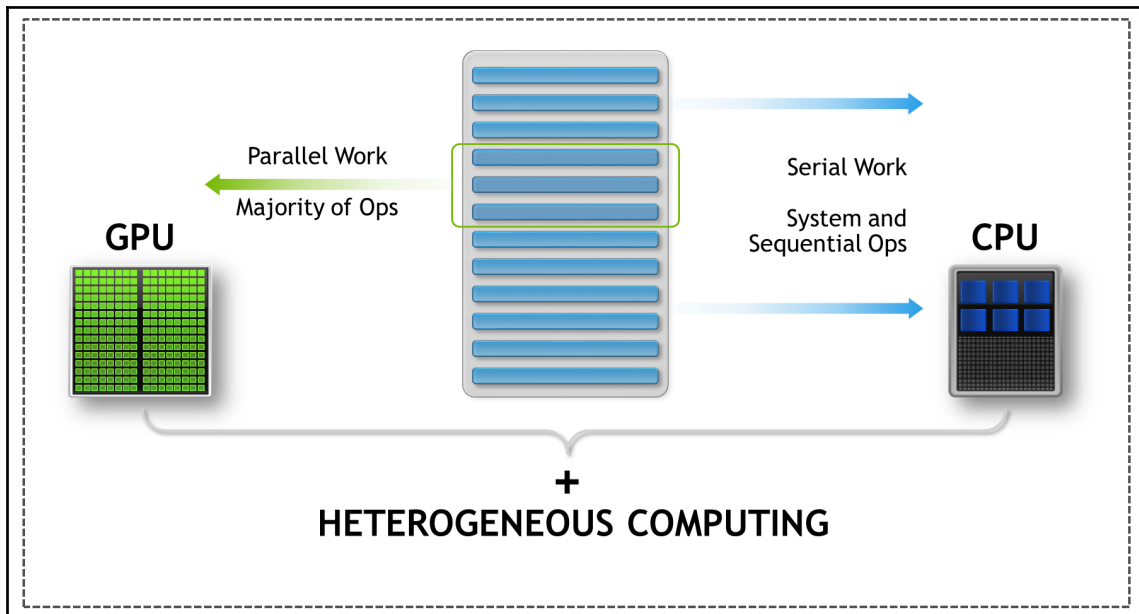 Parallel Work
Majority of Ops
GPU
Serial Work
System and
Sequential Ops
CPU
+
HETEROGENEOUS COMPUTING